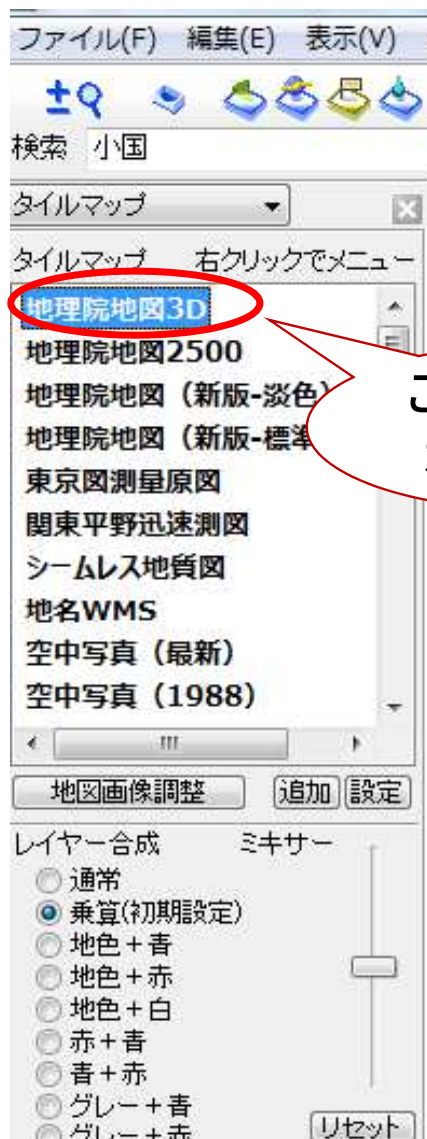 ファイル(F) 編集(E) 表示(V)
検索 小国
タイルマップ
タイルマップ 右クリックでメニュー
地理院地図3D
地理院地図2500
地理院地図（新版-淡色）
地理院地図（新版-標準
東京図測量原図
関東平野迅速測図
シームレス地質図
地名WMS
空中写真（最新）
空中写真（1988）
地図画像調整 追加 設定
レイヤー合成 ミキサー
通常
乗算(初期設定)
地色＋青
地色＋赤
地色＋白
赤＋青
青＋赤
グレー＋青
グレー＋赤
リセット